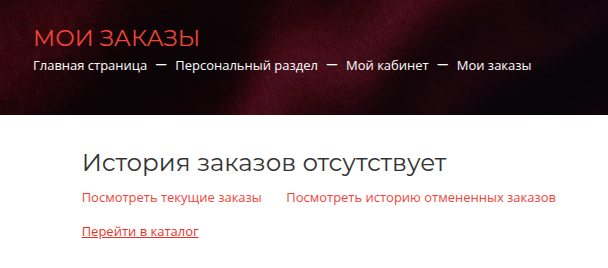 МОИ ЗАКАЗЫ
Главная страница — Персональный раздел — Мой кабинет — Мои заказы
История заказов отсутствует
Посмотреть текущие заказы Посмотреть историю отмененных заказов
Перейти в каталог